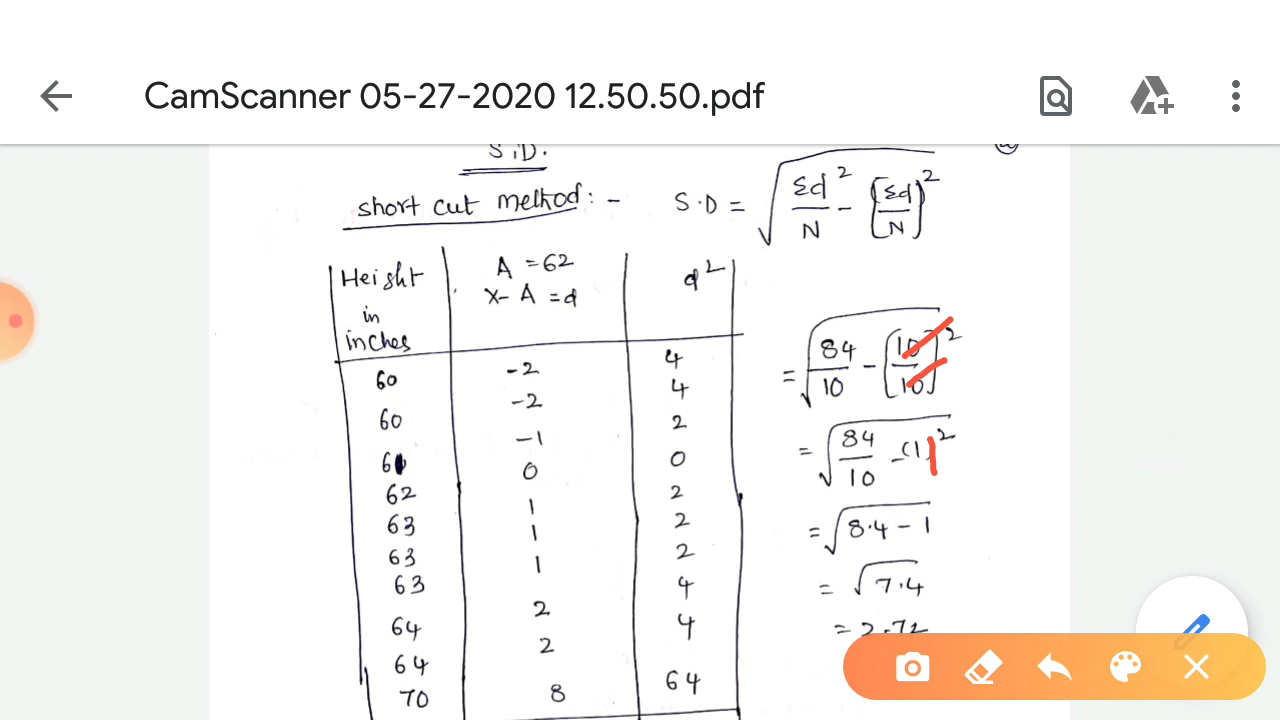 CamScanner 05-27-2020 12.50.50.pdf
S.D.
short cut method:-
S.D = √(Σd²/N - [Σd/N]²)
Height in inches | A = 62 X-A = d | d²
60 | -2 | 4
60 | -2 | 4
61 | -1 | 2
62 | 0 | 0
63 | 1 | 2
63 | 1 | 2
63 | 1 | 2
64 | 2 | 4
64 | 2 | 4
70 | 8 | 64
= √(84/10 - [10/10]²)
= √(84/10 - (1)²)
= √(8.4 - 1)
= √7.4
= 2.72